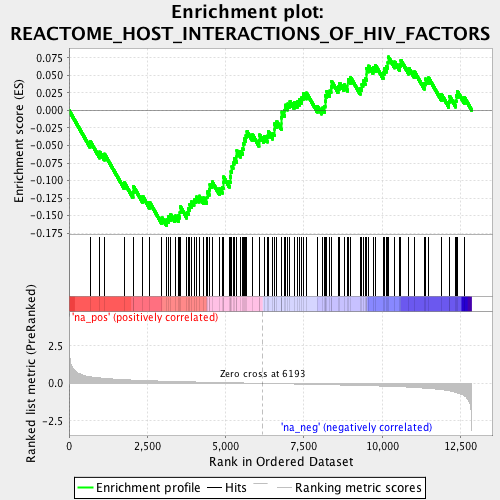 Enrichment plot:
REACTOME_HOST_INTERACTIONS_OF_HIV_FACTORS
Enrichment score (ES)
0.075
0.050
0.025
0.000
-0.025
-0.050
-0.075
-0.100
-0.125
-0.150
-0.175
'na_pos' (positively correlated)
Ranked list metric (PreRanked)
2.5
0.0
-2.5
Zero cross at 6193
'na_neg' (negatively correlated)
0
2,500
5,000
7,500
10,000
12,500
Rank in Ordered Dataset
Enrichment profile
Hits
Ranking metric scores